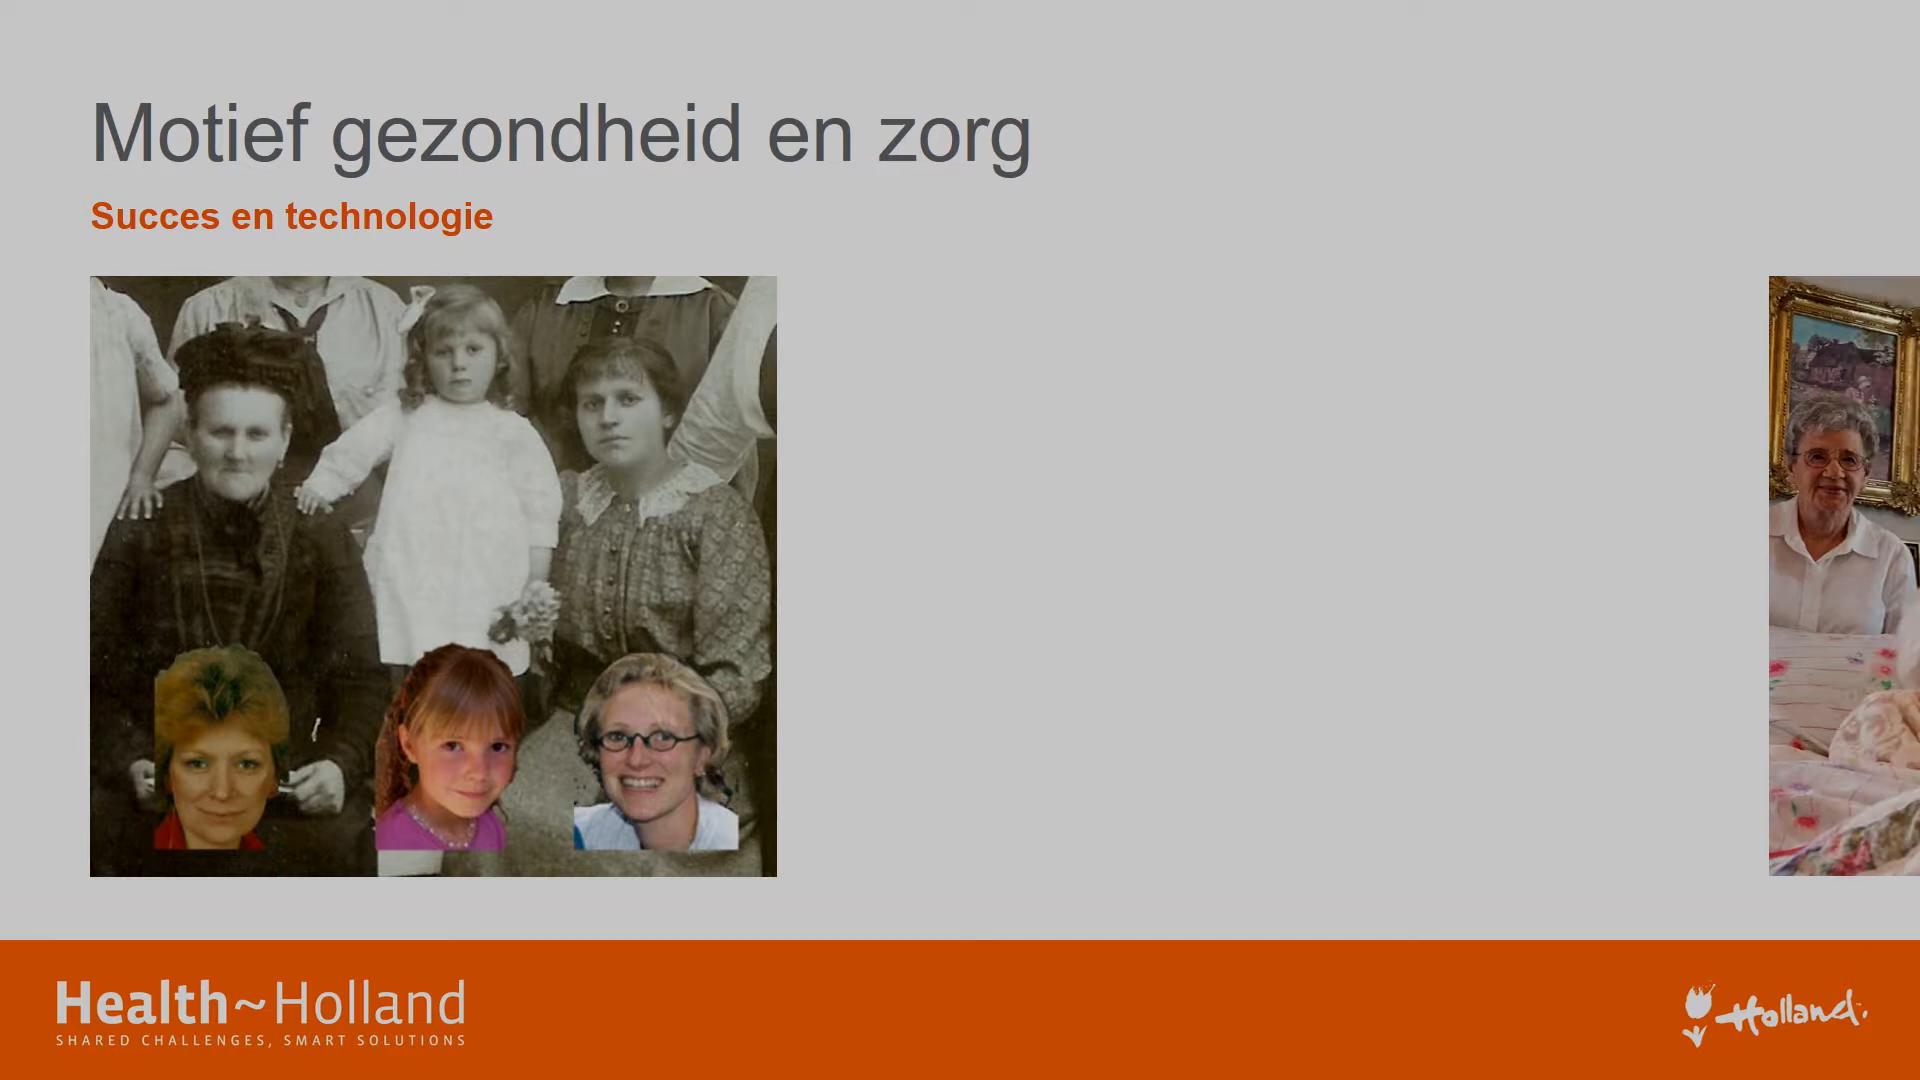 Motief gezondheid en zorg
Succes en technologie
Health~Holland
SHARED CHALLENGES, SMART SOLUTIONS
Holland.